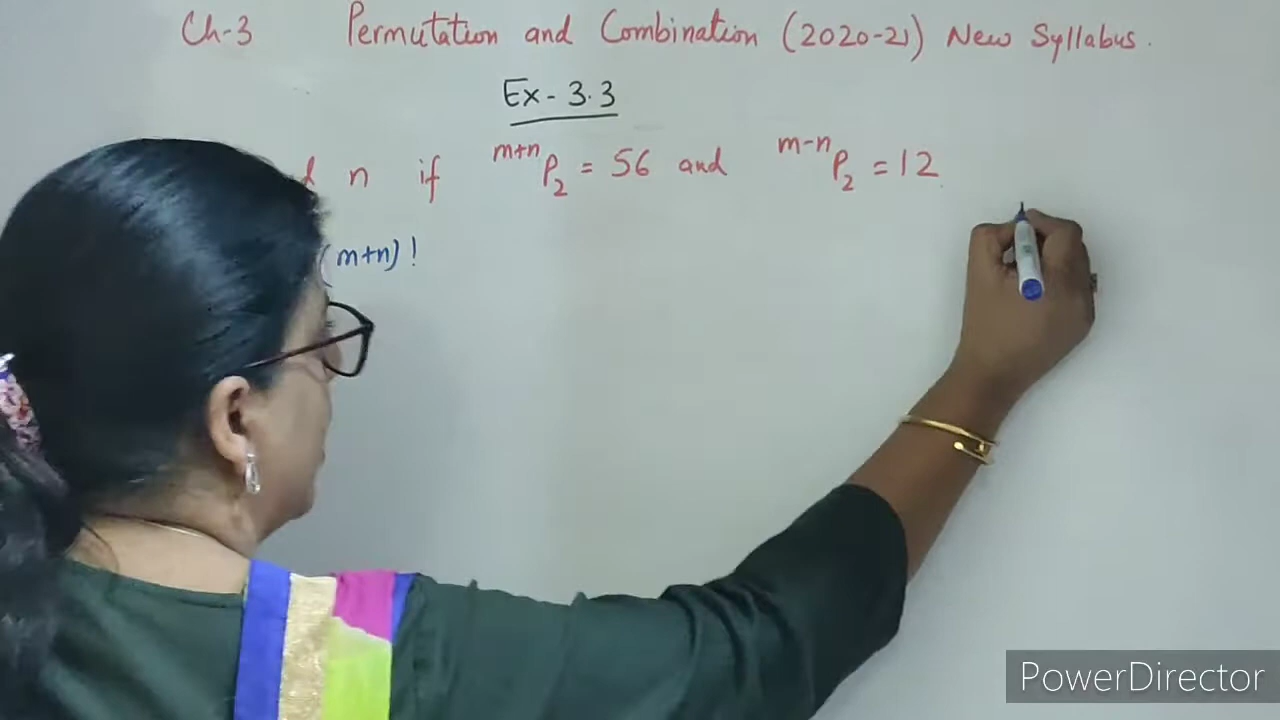 Ch-3 Permutation and Combination (2020-21) New Syllabus.
Ex - 3.3
n if m+nP2 = 56 and m-nP2 = 12
(m+n)!
PowerDirector